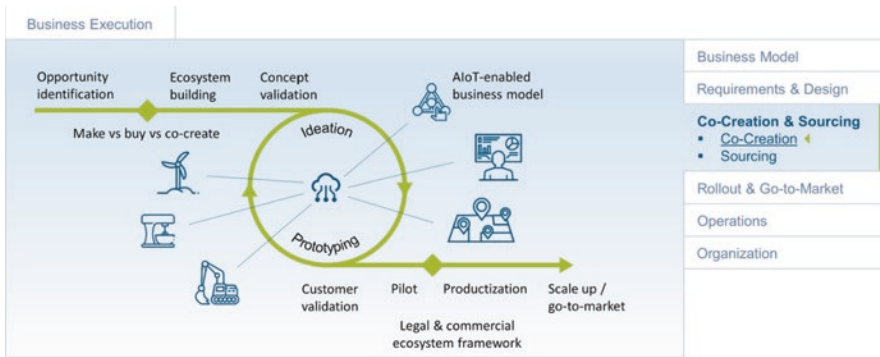 Business Execution
Opportunity
identification
Ecosystem
building
Concept
validation
AIoT-enabled
business model
Make vs buy vs co-create
Ideation
Prototyping
Customer
validation
Pilot
Productization
Scale up /
go-to-market
Legal & commercial
ecosystem framework
Business Model
Requirements & Design
Co-Creation & Sourcing
▪ Co-Creation
▪ Sourcing
Rollout & Go-to-Market
Operations
Organization